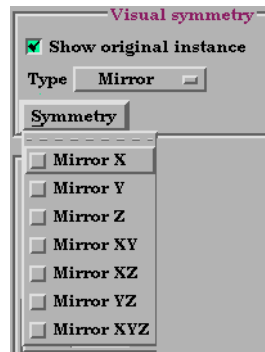 Visual symmetry
Show original instance
Type Mirror
Symmetry
Mirror X
Mirror Y
Mirror Z
Mirror XY
Mirror XZ
Mirror YZ
Mirror XYZ